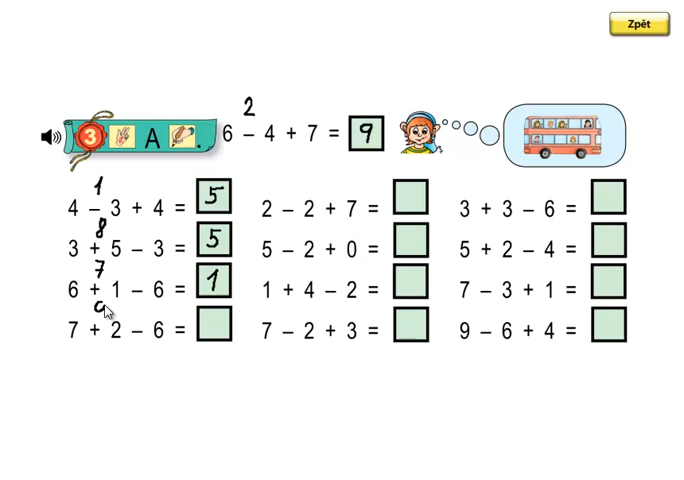 Zpět
2
3 A . 6 – 4 + 7 = 9
1
4 – 3 + 4 = 5 2 – 2 + 7 = 3 + 3 – 6 =
8
3 + 5 – 3 = 5 5 – 2 + 0 = 5 + 2 – 4 =
7
6 + 1 – 6 = 1 1 + 4 – 2 = 7 – 3 + 1 =
7 + 2 – 6 = 7 – 2 + 3 = 9 – 6 + 4 =